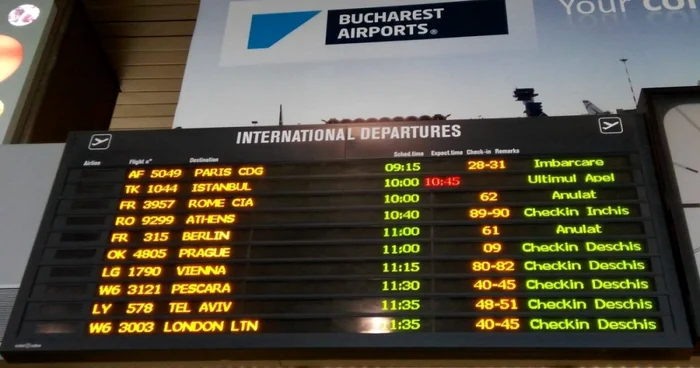 BUCHAREST
AIRPORTS®
Your
INTERNATIONAL DEPARTURES
Airline Flight n° Destination Sched.time Expect.time Check-in Remarks
AF 5049 PARIS CDG 09:15 28-31 Imbarcare
TK 1044 ISTANBUL 10:00 10:45 Ultimul Apel
FR 3957 ROME CIA 10:00 62 Anulat
RO 9299 ATHENS 10:40 89-90 Checkin Inchis
FR 315 BERLIN 11:00 61 Anulat
OK 4805 PRAGUE 11:00 09 Checkin Deschis
LG 1790 VIENNA 11:15 80-82 Checkin Deschis
W6 3121 PESCARA 11:30 40-45 Checkin Deschis
LY 578 TEL AVIV 11:35 48-51 Checkin Deschis
W6 3003 LONDON LTN 11:35 40-45 Checkin Deschis